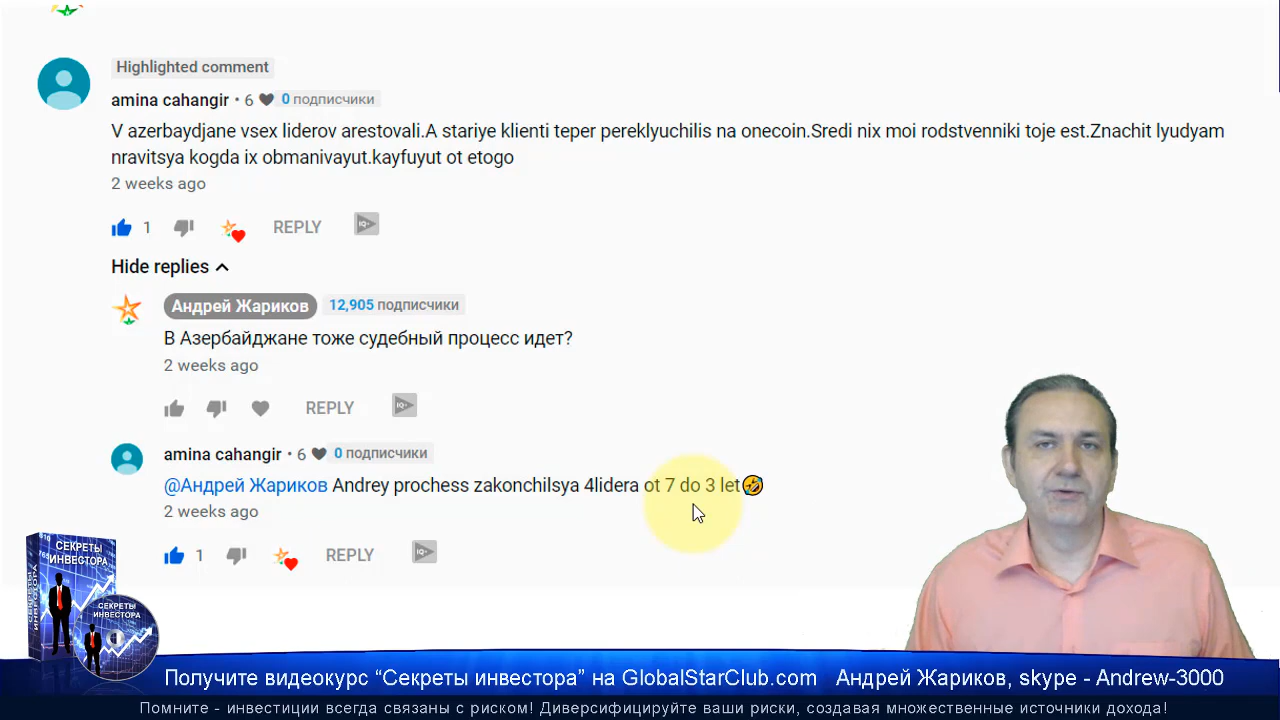 Highlighted comment
amina cahangir • 6 0 подписчики
V azerbaydjane vsex liderov arestovali.A stariye klienti teper pereklyuchilis na onecoin.Sredi nix moi rodstvenniki toje est.Znachit lyudyam
nravitsya kogda ix obmanivayut.kayfuyut ot etogo
2 weeks ago
1 REPLY IQ+
Hide replies
Андрей Жариков 12,905 подписчики
В Азербайджане тоже судебный процесс идет?
2 weeks ago
REPLY IQ+
amina cahangir • 6 0 подписчики
@Андрей Жариков Andrey prochess zakonchilsya 4lidera ot 7 do 3 let🤣
2 weeks ago
1 REPLY IQ+
СЕКРЕТЫ
ИНВЕСТОРА
СЕКРЕТЫ
ИНВЕСТОРА
Получите видеокурс “Секреты инвестора” на GlobalStarClub.com Андрей Жариков, skype - Andrew-3000
Помните - инвестиции всегда связаны с риском! Диверсифицируйте ваши риски, создавая множественные источники дохода!